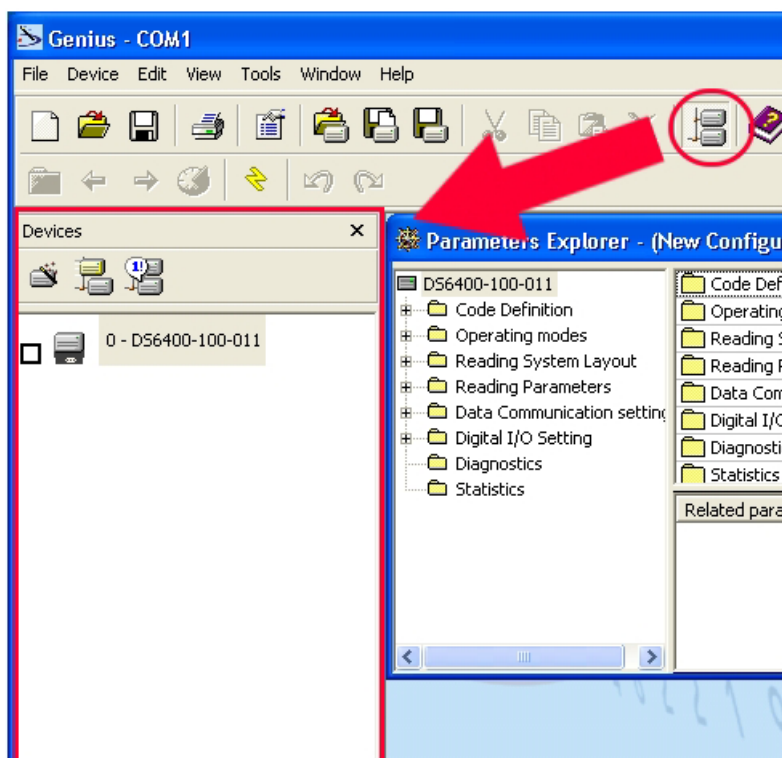 Genius - COM1
File Device Edit View Tools Window Help
Devices
Parameters Explorer - (New Configu
0 - DS6400-100-011
DS6400-100-011
Code Definition
Operating modes
Reading System Layout
Reading Parameters
Data Communication setting
Digital I/O Setting
Diagnostics
Statistics
Code Def
Operating
Reading S
Reading P
Data Com
Digital I/O
Diagnosti
Statistics
Related para